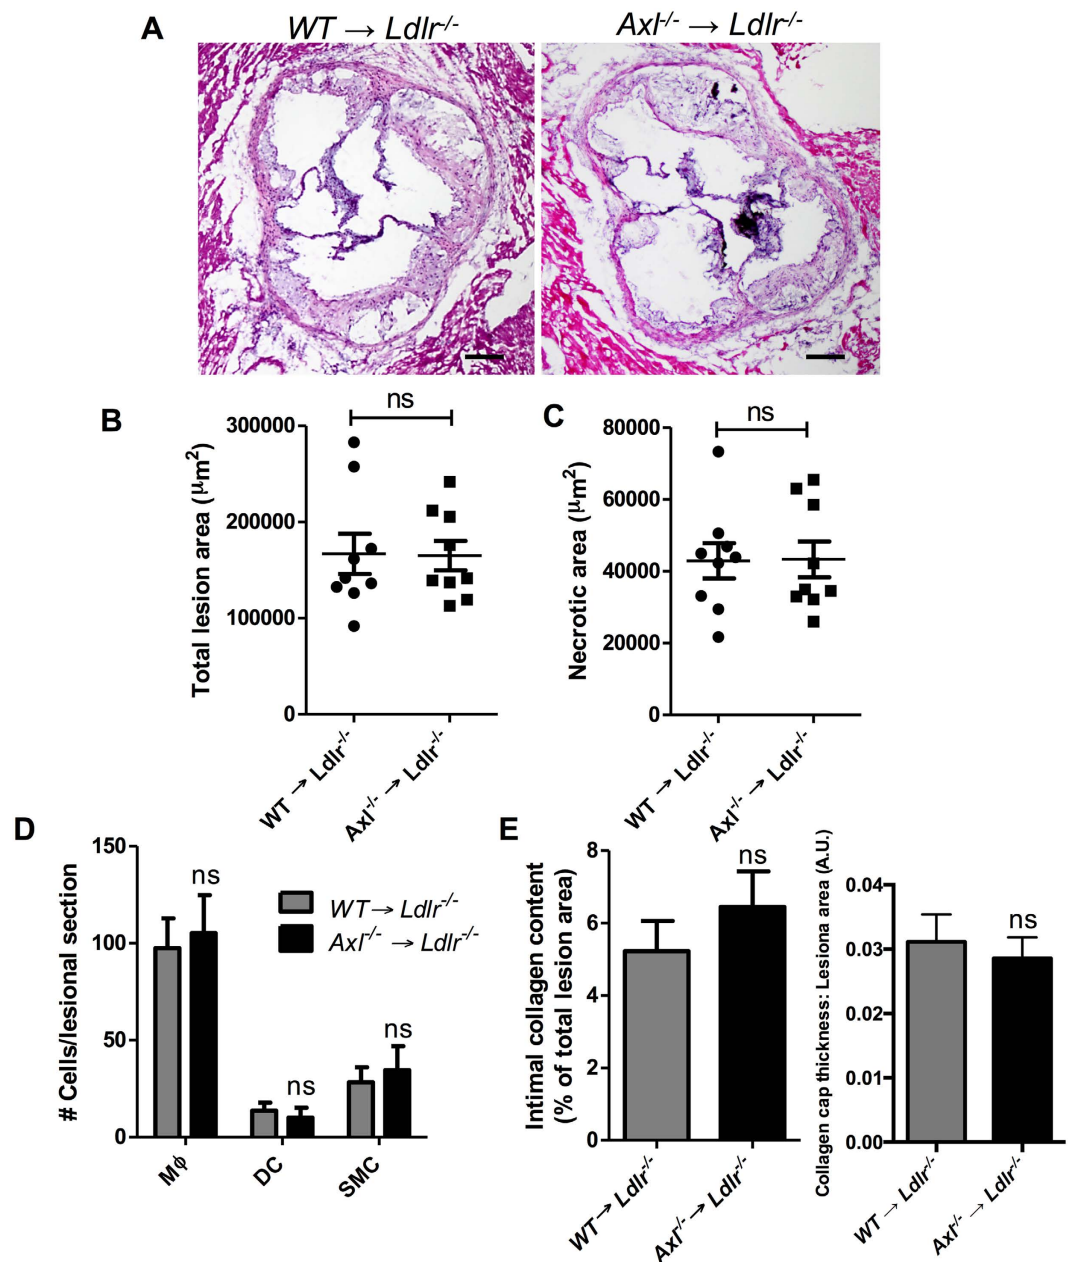 A
WT → Ldlr-/-
Axl-/- → Ldlr-/-
B
ns
Total lesion area (µm2)
300000
200000
100000
0
WT → Ldlr-/-
Axl-/- → Ldlr-/-
C
ns
Necrotic area (µm2)
80000
60000
40000
20000
0
WT → Ldlr-/-
Axl-/- → Ldlr-/-
D
# Cells/lesional section
150
100
50
0
ns
ns
ns
WT→ Ldlr-/-
Axl-/- → Ldlr-/-
Mϕ
DC
SMC
E
Intimal collagen content
(% of total lesion area)
8
6
4
2
0
ns
WT→ Ldlr-/-
Axl-/-→ Ldlr-/-
Collagen cap thickness: Lesiona area (A.U.)
0.04
0.03
0.02
0.01
0.00
ns
WT → Ldlr-/-
Axl-/- → Ldlr-/-